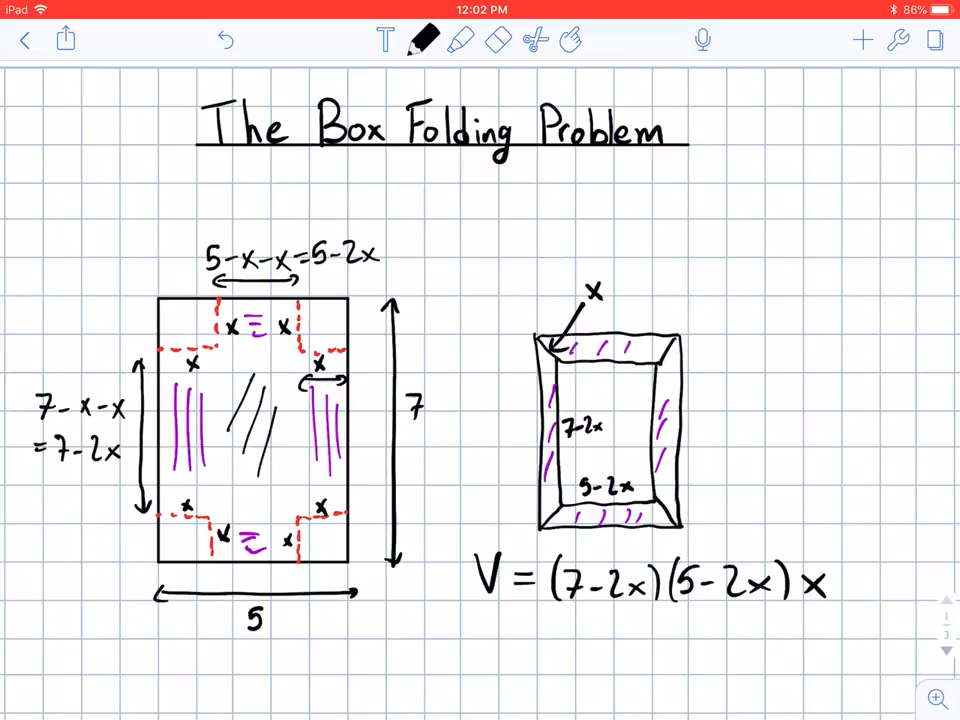 iPad 12:02 PM 86%
T
The Box Folding Problem
5-x-x=5-2x
x x
x x
7-x-x
=7-2x
7
x x
x x
5
x
7-2x
5-2x
V = (7-2x)(5-2x)x
1
3